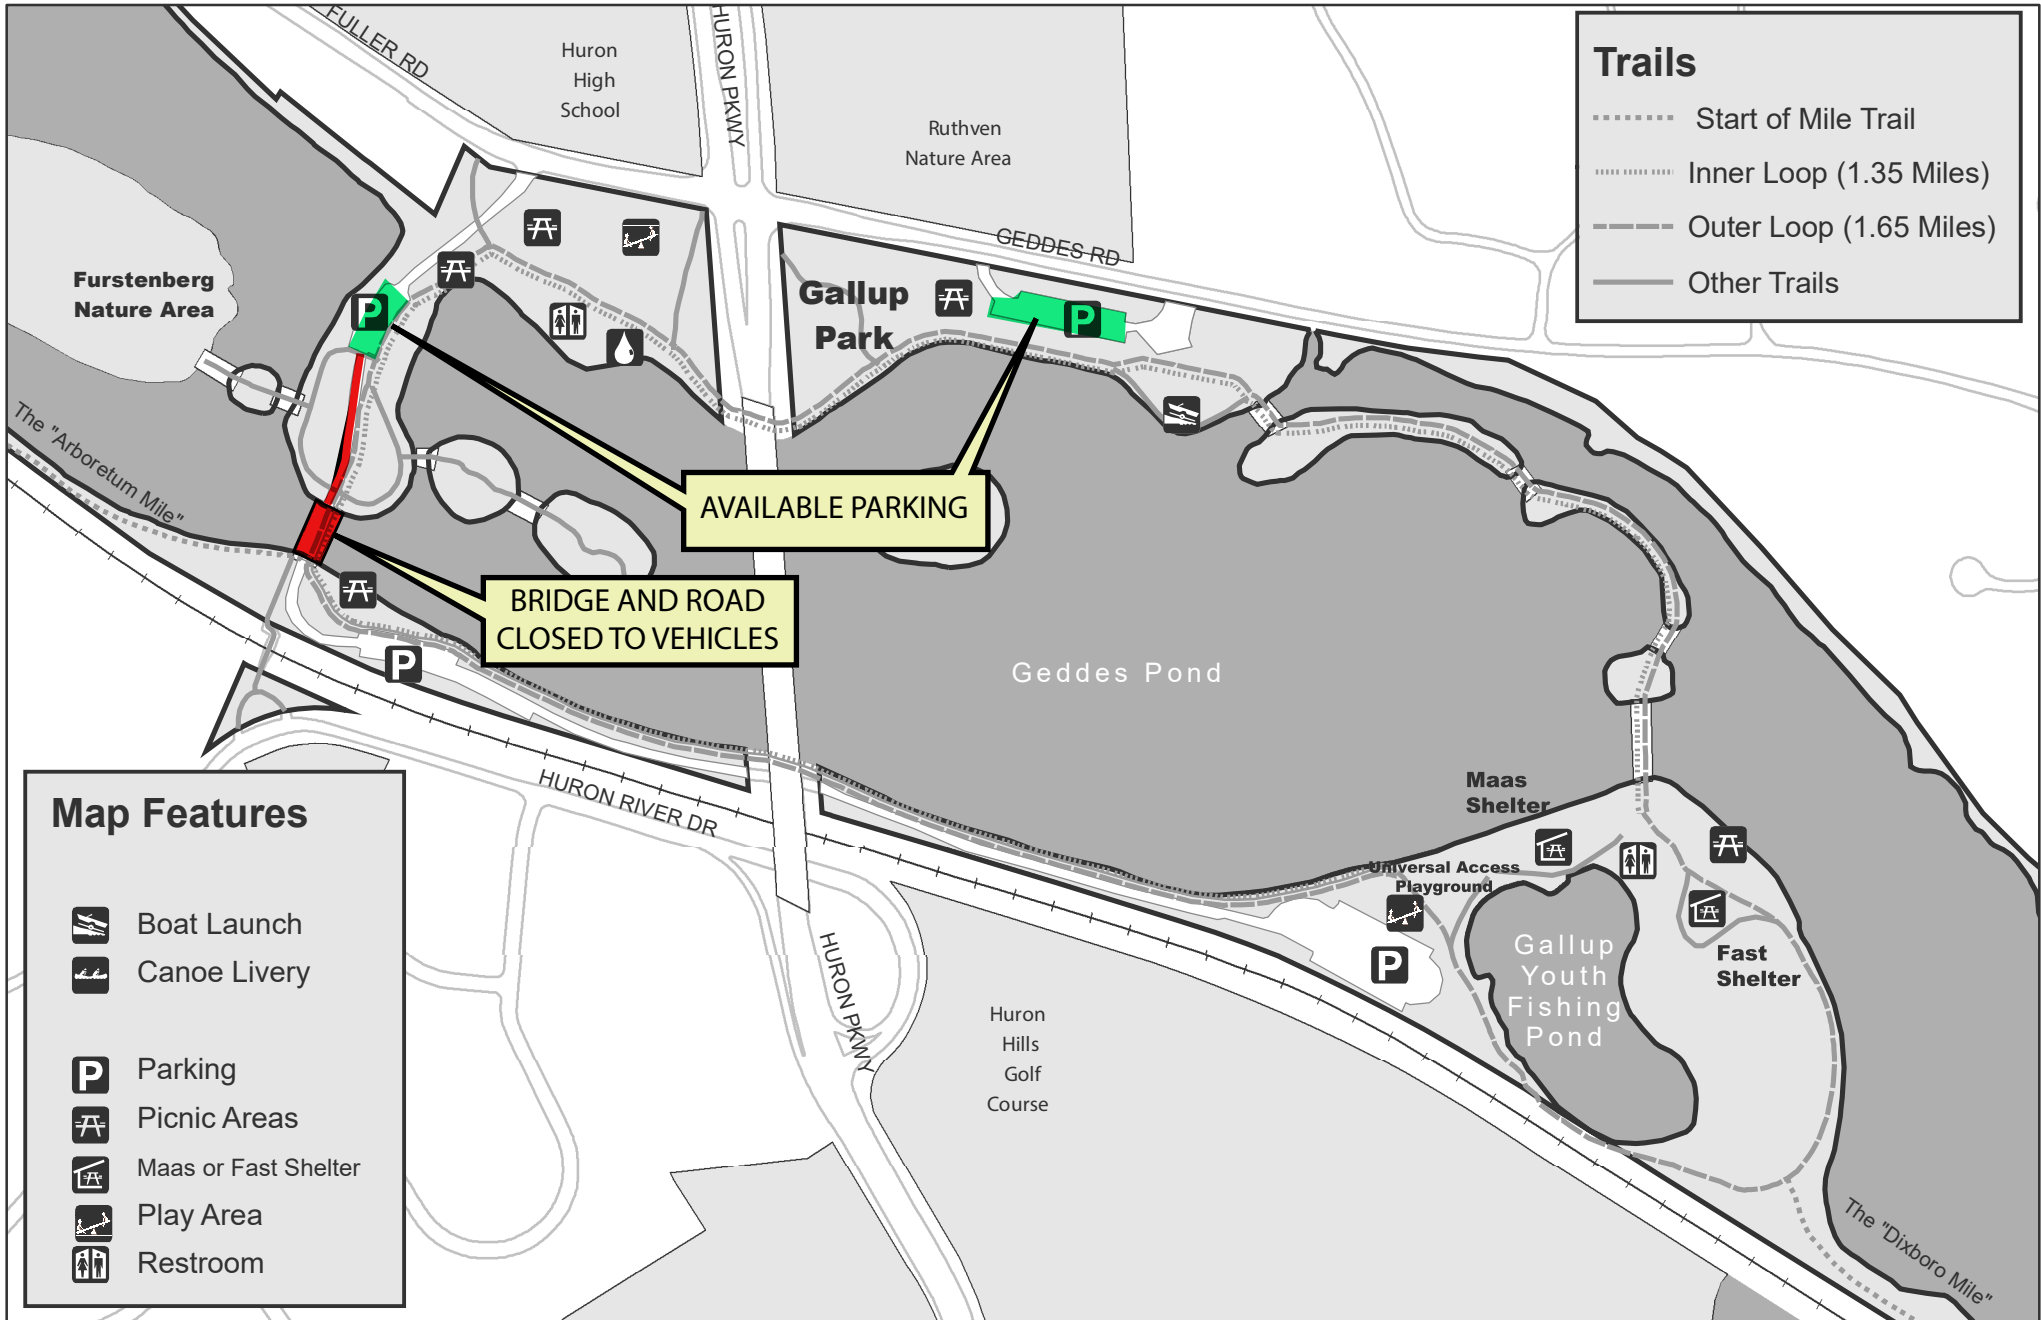 FULLER RD
Huron
High
School
HURON PKWY
Ruthven
Nature Area
GEDDES RD
Trails
Start of Mile Trail
Inner Loop (1.35 Miles)
Outer Loop (1.65 Miles)
Other Trails
Furstenberg
Nature Area
P
Gallup
Park
P
The "Arboretum Mile"
AVAILABLE PARKING
BRIDGE AND ROAD
CLOSED TO VEHICLES
P
Geddes Pond
HURON RIVER DR
Maas
Shelter
Universal Access
Playground
P
Gallup
Youth
Fishing
Pond
Fast
Shelter
HURON PKWY
Huron
Hills
Golf
Course
The "Dixboro Mile"
Map Features
Boat Launch
Canoe Livery
P
Parking
Picnic Areas
Maas or Fast Shelter
Play Area
Restroom